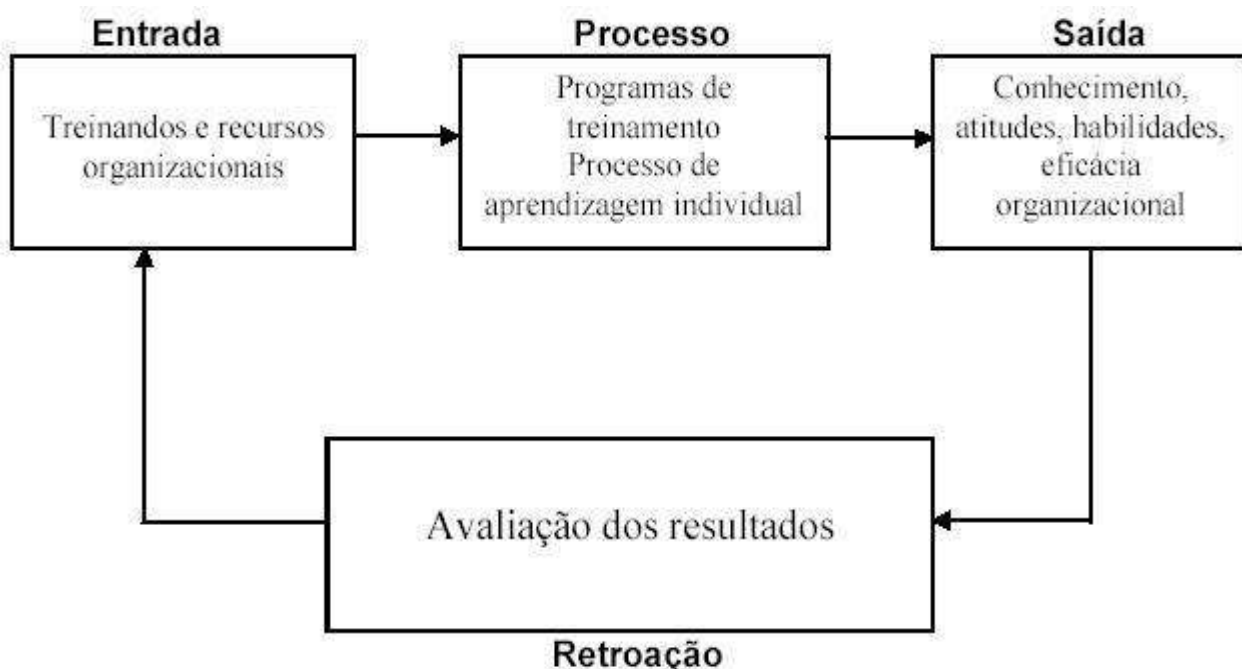 Entrada
Treinandos e recursos
organizacionais
Processo
Programas de
treinamento
Processo de
aprendizagem individual
Saída
Conhecimento,
atitudes, habilidades,
eficácia
organizacional
Avaliação dos resultados
Retroação